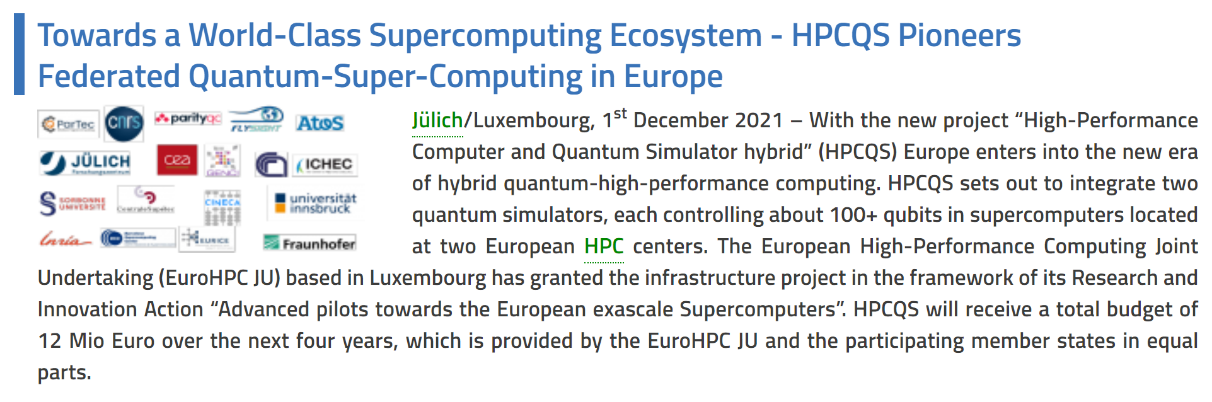 Towards a World-Class Supercomputing Ecosystem - HPCQS Pioneers
Federated Quantum-Super-Computing in Europe
ParTec cnrs parityqc FLYSIGHT Atos
JÜLICH Forschungszentrum cea GENCI ICHEC
SORBONNE UNIVERSITÉ CentraleSupélec CINECA universität innsbruck
Inria EURICE Fraunhofer
Jülich/Luxembourg, 1st December 2021 – With the new project “High-Performance
Computer and Quantum Simulator hybrid” (HPCQS) Europe enters into the new era
of hybrid quantum-high-performance computing. HPCQS sets out to integrate two
quantum simulators, each controlling about 100+ qubits in supercomputers located
at two European HPC centers. The European High-Performance Computing Joint
Undertaking (EuroHPC JU) based in Luxembourg has granted the infrastructure project in the framework of its Research and
Innovation Action “Advanced pilots towards the European exascale Supercomputers”. HPCQS will receive a total budget of
12 Mio Euro over the next four years, which is provided by the EuroHPC JU and the participating member states in equal
parts.